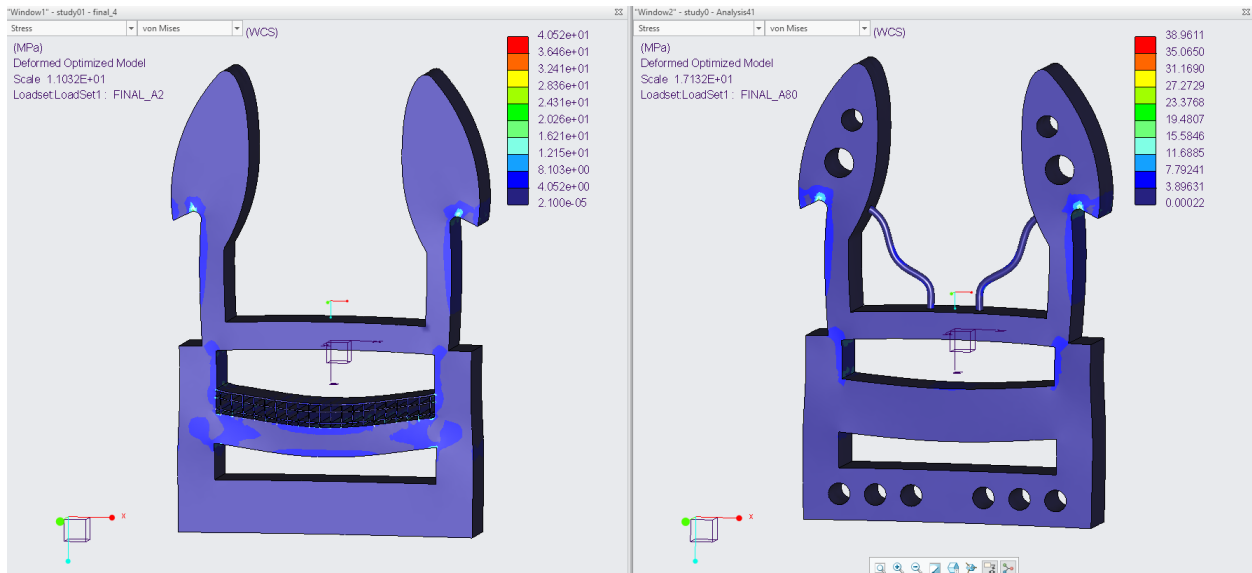 "Window1" - study01 - final_4
Stress
von Mises
(WCS)
(MPa)
Deformed Optimized Model
Scale 1.1032E+01
Loadset:LoadSet1 : FINAL_A2
4.052e+01
3.646e+01
3.241e+01
2.836e+01
2.431e+01
2.026e+01
1.621e+01
1.215e+01
8.103e+00
4.052e+00
2.100e-05
x
"Window2" - study0 - Analysis41
Stress
von Mises
(WCS)
(MPa)
Deformed Optimized Model
Scale 1.7132E+01
Loadset:LoadSet1 : FINAL_A80
38.9611
35.0650
31.1690
27.2729
23.3768
19.4807
15.5846
11.6885
7.79241
3.89631
0.00022
x